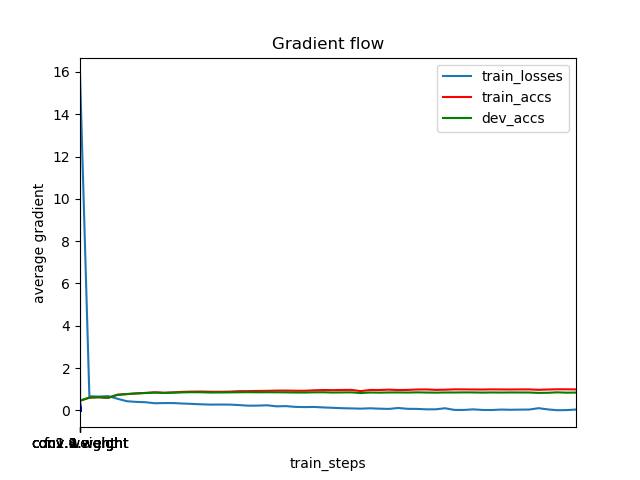 Gradient flow
train_losses
train_accs
dev_accs
average gradient
16
14
12
10
8
6
4
2
0
train_steps